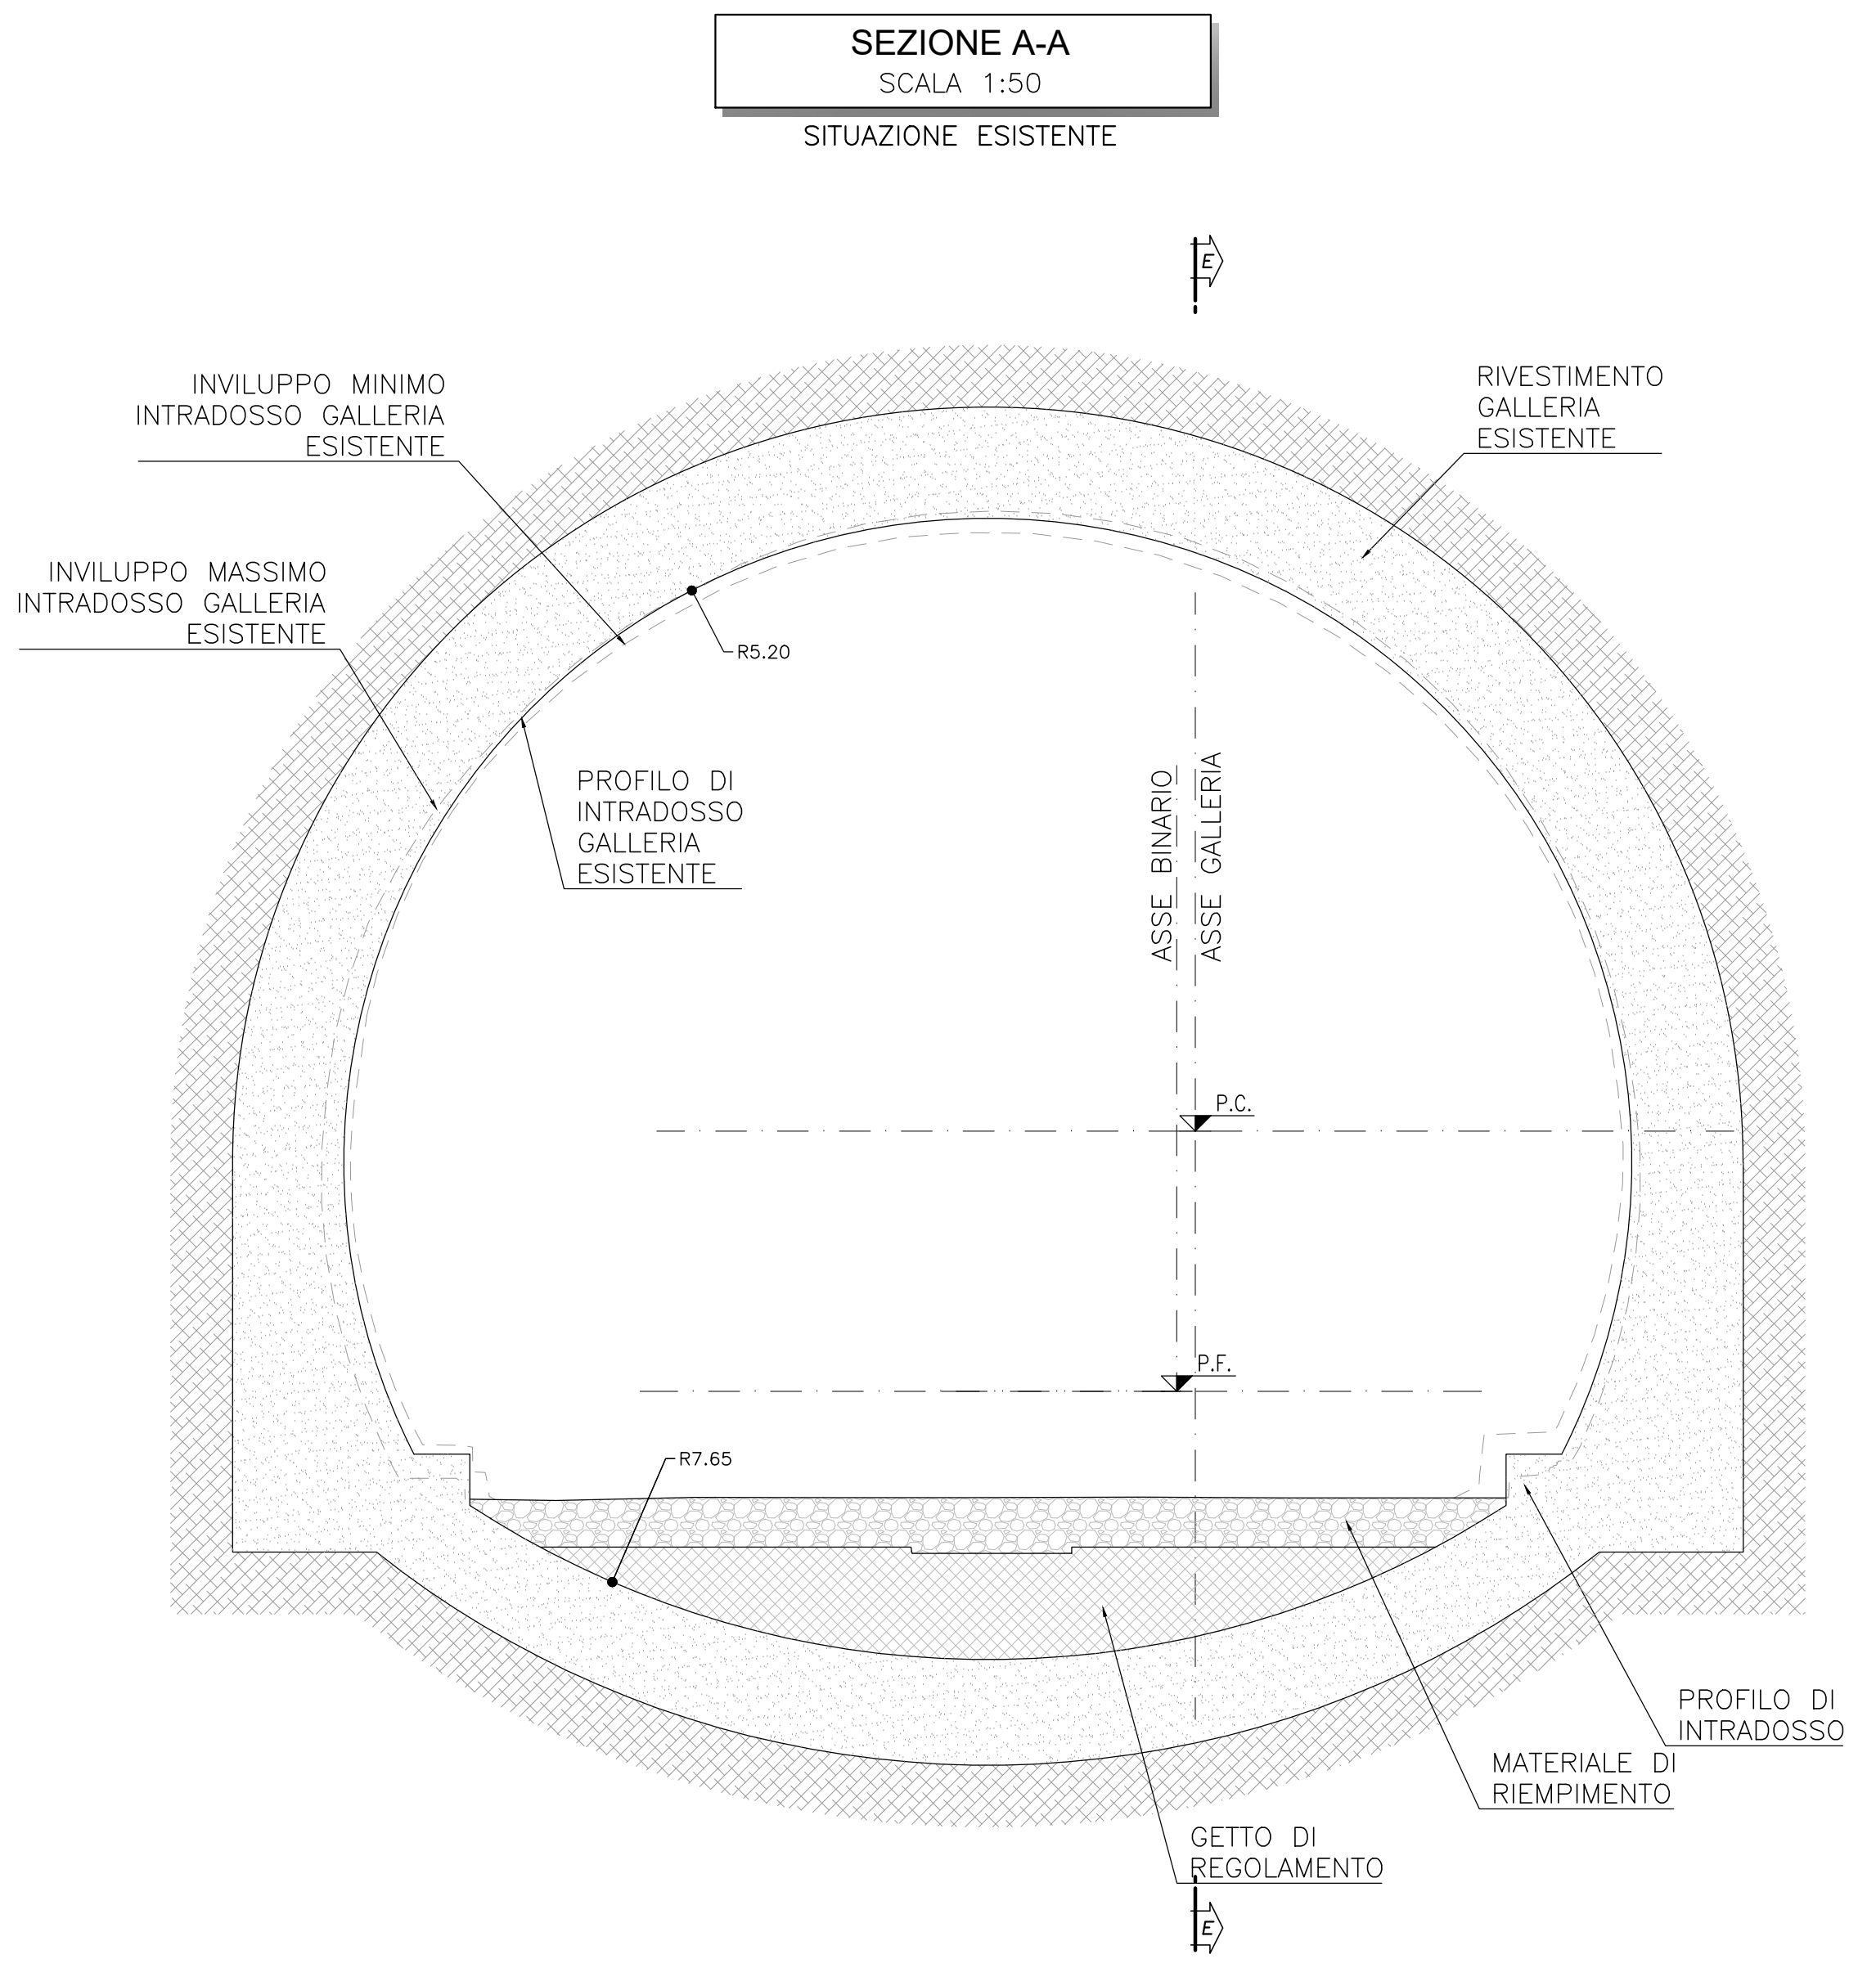 SEZIONE A-A
SCALA 1:50
SITUAZIONE ESISTENTE
E
INVILUPPO MINIMO
INTRADOSSO GALLERIA
ESISTENTE
RIVESTIMENTO
GALLERIA
ESISTENTE
INVILUPPO MASSIMO
INTRADOSSO GALLERIA
ESISTENTE
R5.20
PROFILO DI
INTRADOSSO
GALLERIA
ESISTENTE
ASSE BINARIO
ASSE GALLERIA
P.C.
P.F.
R7.65
PROFILO DI
INTRADOSSO
MATERIALE DI
RIEMPIMENTO
GETTO DI
REGOLAMENTO
E